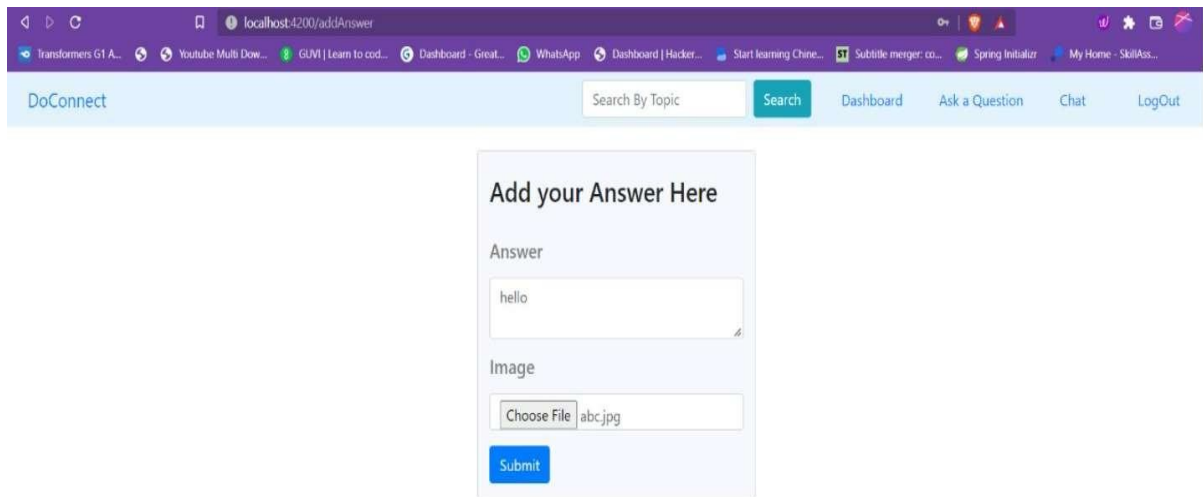 localhost:4200/addAnswer
Transformers G1 A... Youtube Multi Dow... GUVI | Learn to cod... Dashboard - Great... WhatsApp Dashboard | Hacker... Start learning Chine... ST Subtitle merger: co... Spring Initializr My Home - SkillAss...
DoConnect Search By Topic Search Dashboard Ask a Question Chat LogOut
Add your Answer Here
Answer
hello
Image
Choose File abc.jpg
Submit